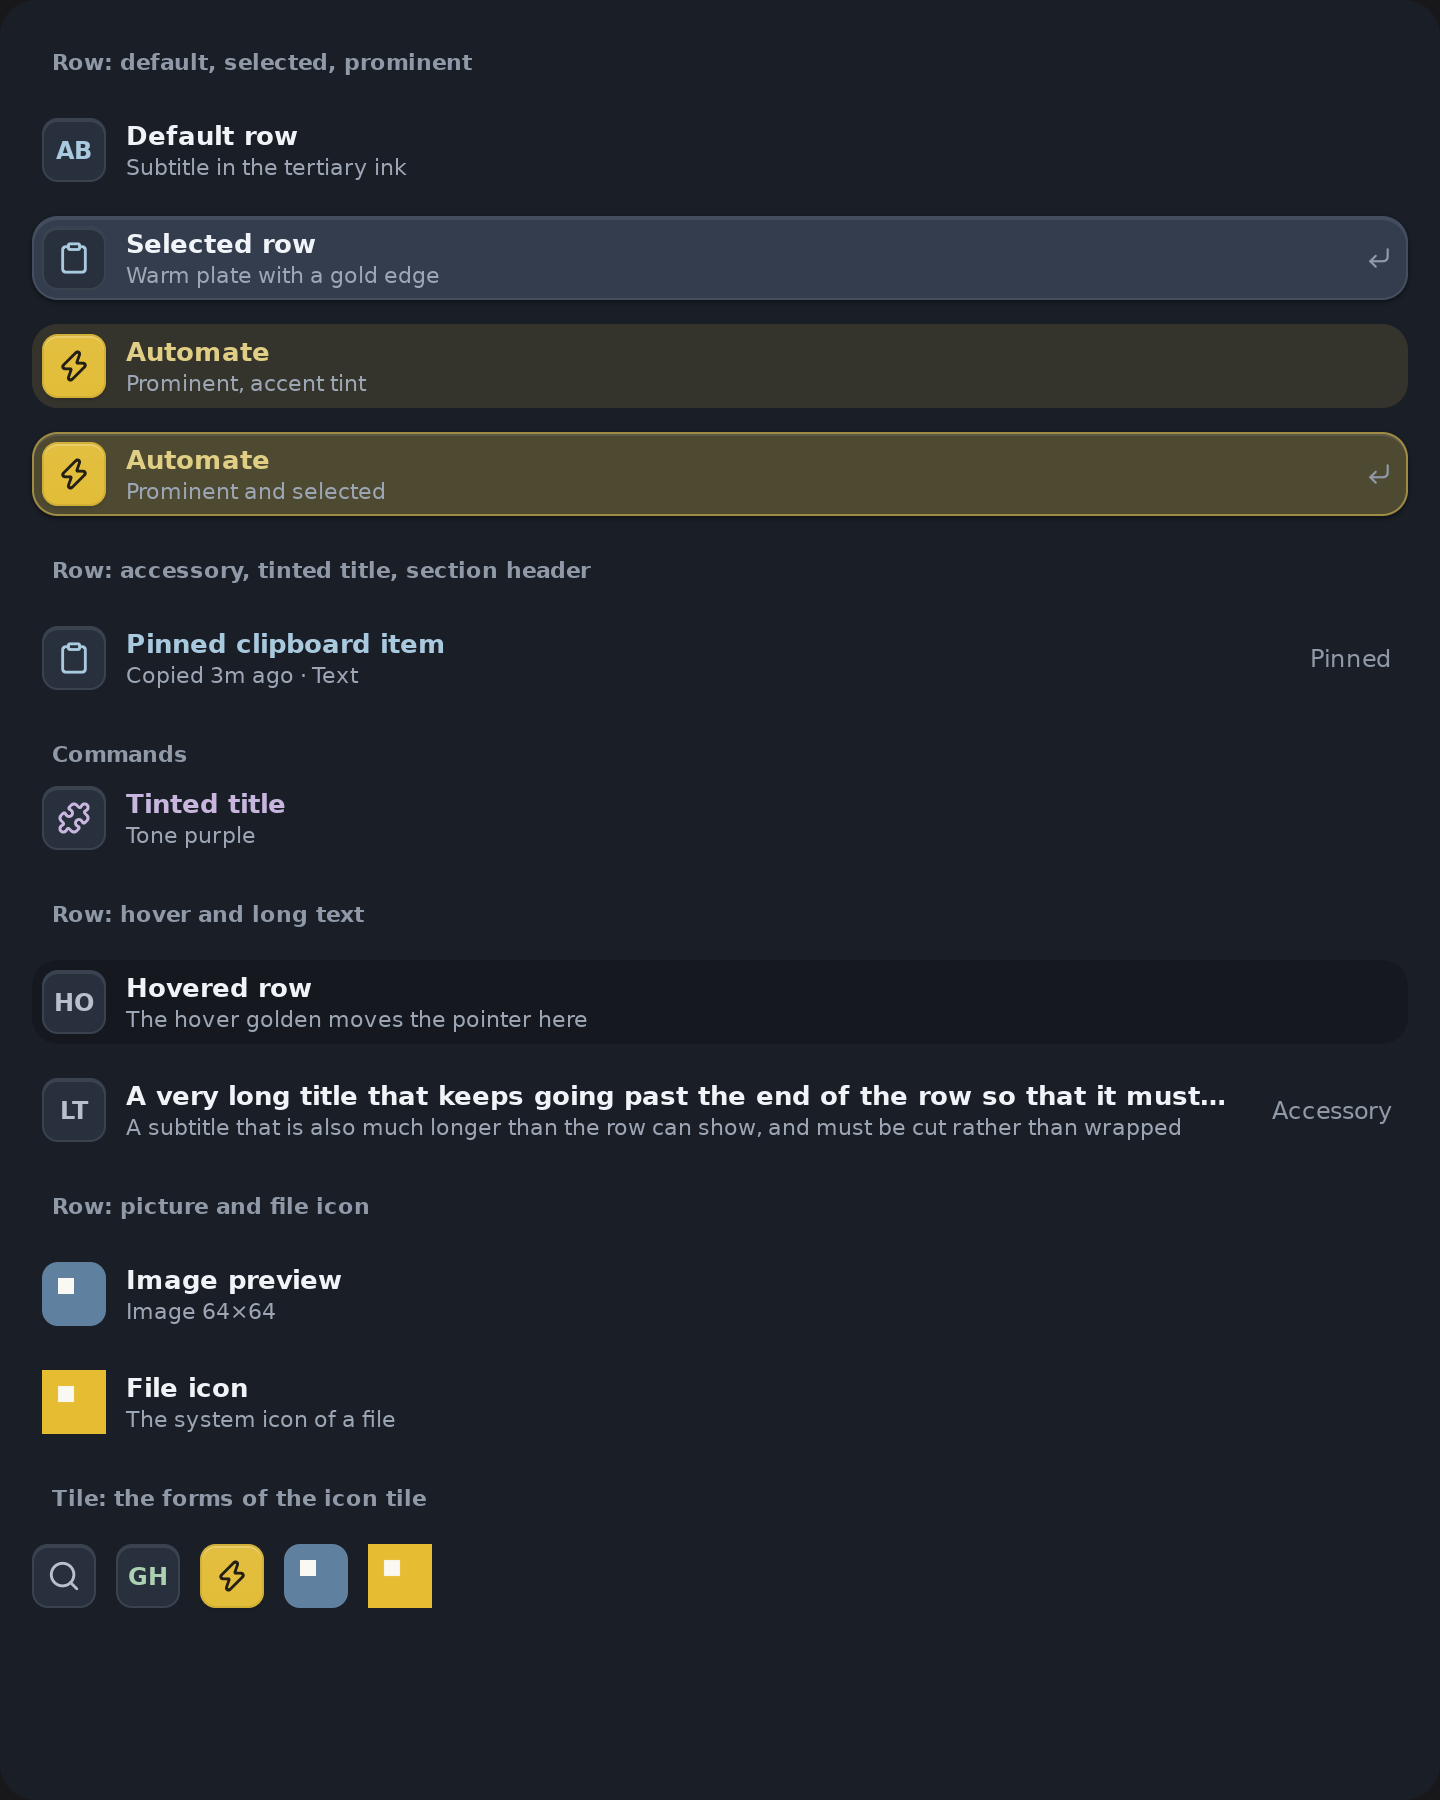 Row: default, selected, prominent
AB
Default row
Subtitle in the tertiary ink
Selected row
Warm plate with a gold edge
Automate
Prominent, accent tint
Automate
Prominent and selected
Row: accessory, tinted title, section header
Pinned clipboard item
Copied 3m ago · Text
Pinned
Commands
Tinted title
Tone purple
Row: hover and long text
HO
Hovered row
The hover golden moves the pointer here
LT
A very long title that keeps going past the end of the row so that it must…
A subtitle that is also much longer than the row can show, and must be cut rather than wrapped
Accessory
Row: picture and file icon
Image preview
Image 64×64
File icon
The system icon of a file
Tile: the forms of the icon tile
GH